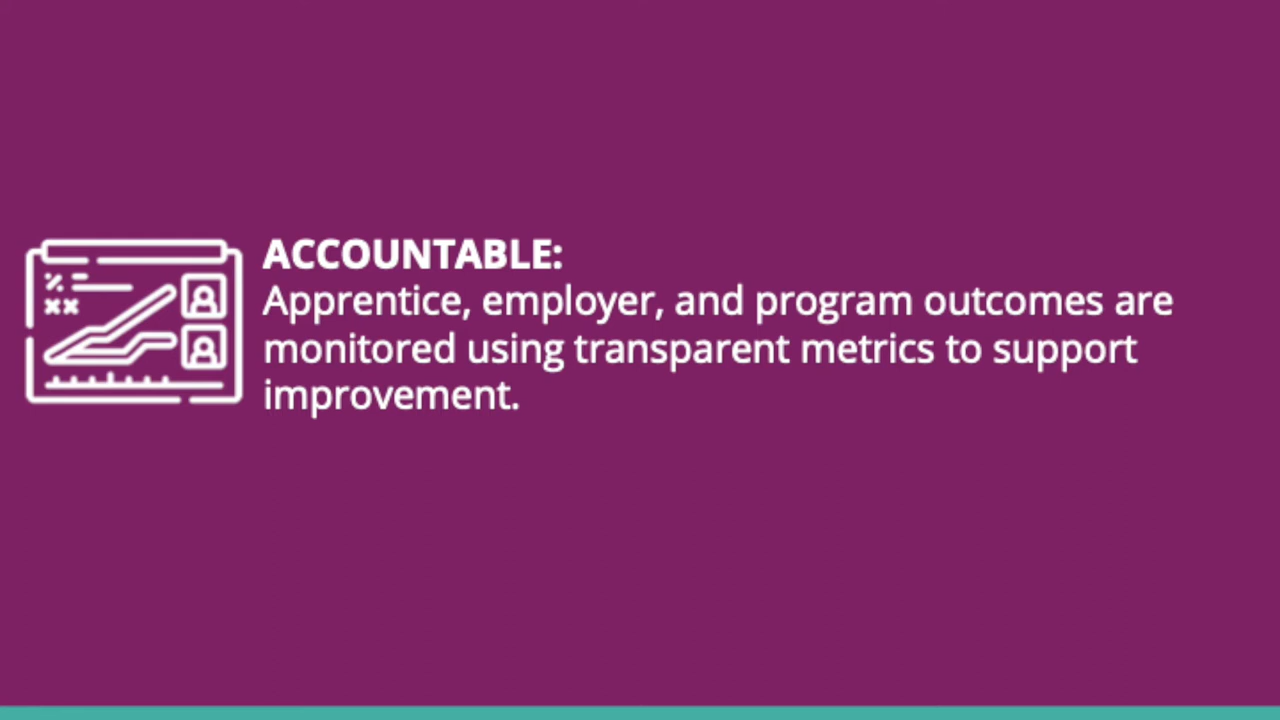 ACCOUNTABLE:
Apprentice, employer, and program outcomes are
monitored using transparent metrics to support
improvement.